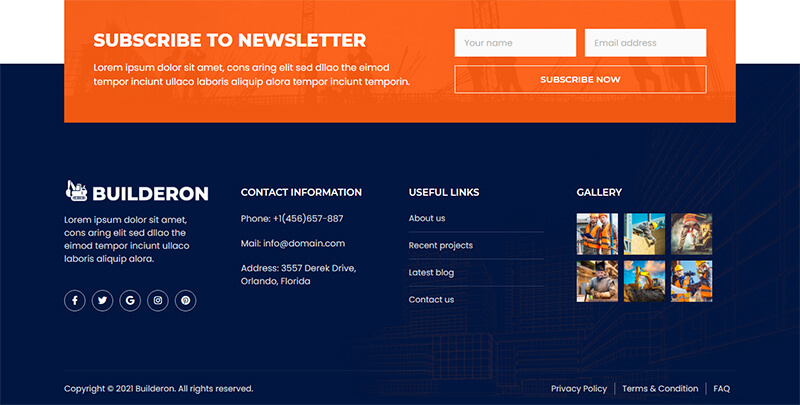 SUBSCRIBE TO NEWSLETTER
Lorem ipsum dolor sit amet, cons aring elit sed dllao the eimod
tempor inciunt ullaco laboris aliquip alora tempor inciunt temporin.
Your name
Email address
SUBSCRIBE NOW
BUILDERON
Lorem ipsum dolor sit amet,
cons aring elit sed dllao the
eimod tempor inciunt ullaco
laboris aliquip alora.
CONTACT INFORMATION
Phone: +1(456)657-887
Mail: info@domain.com
Address: 3557 Derek Drive,
Orlando, Florida
USEFUL LINKS
About us
Recent projects
Latest blog
Contact us
GALLERY
Copyright © 2021 Builderon. All rights reserved.
Privacy Policy | Terms & Condition | FAQ